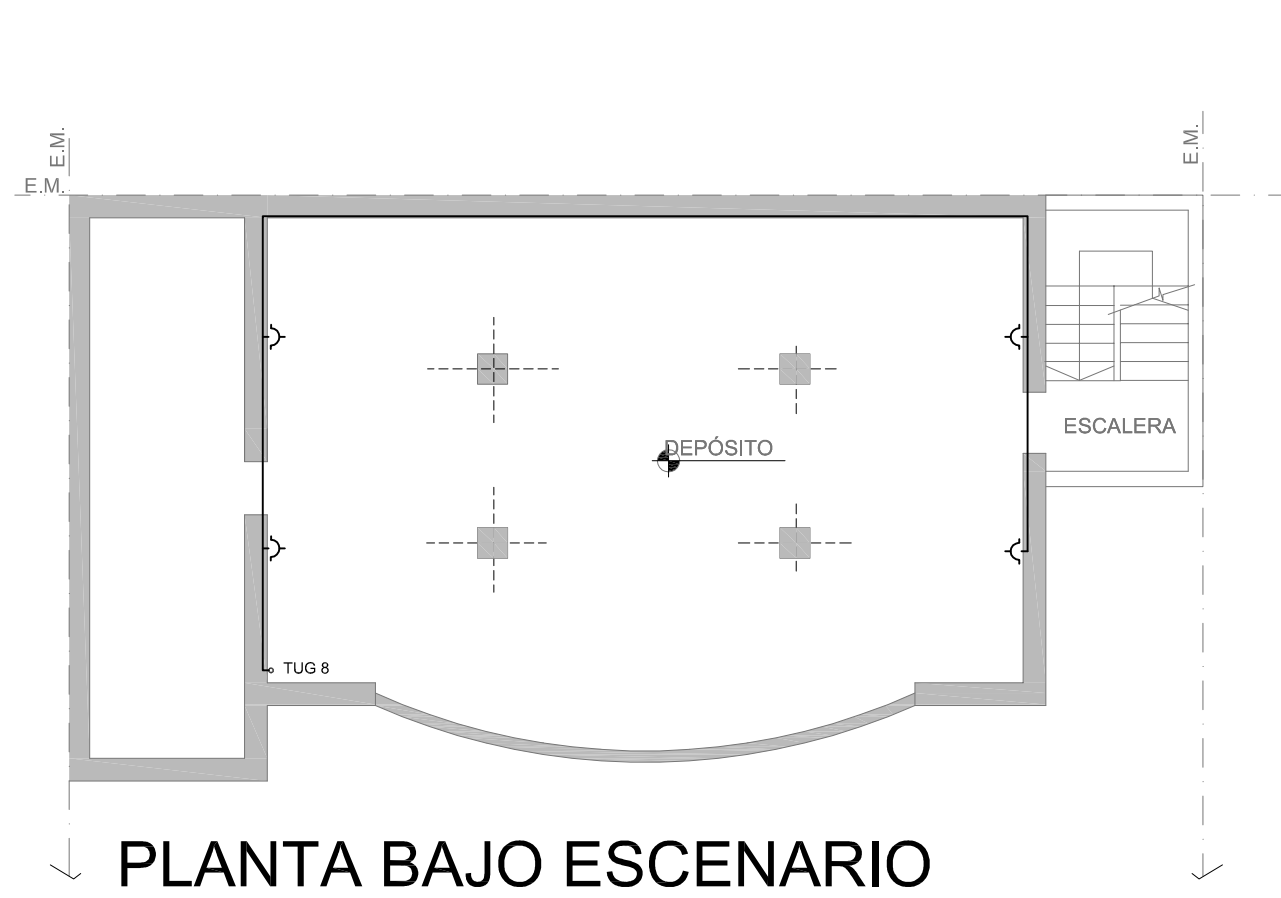 E.M.
E.M.
E.M.
ESCALERA
DEPÓSITO
TUG 8
PLANTA BAJO ESCENARIO